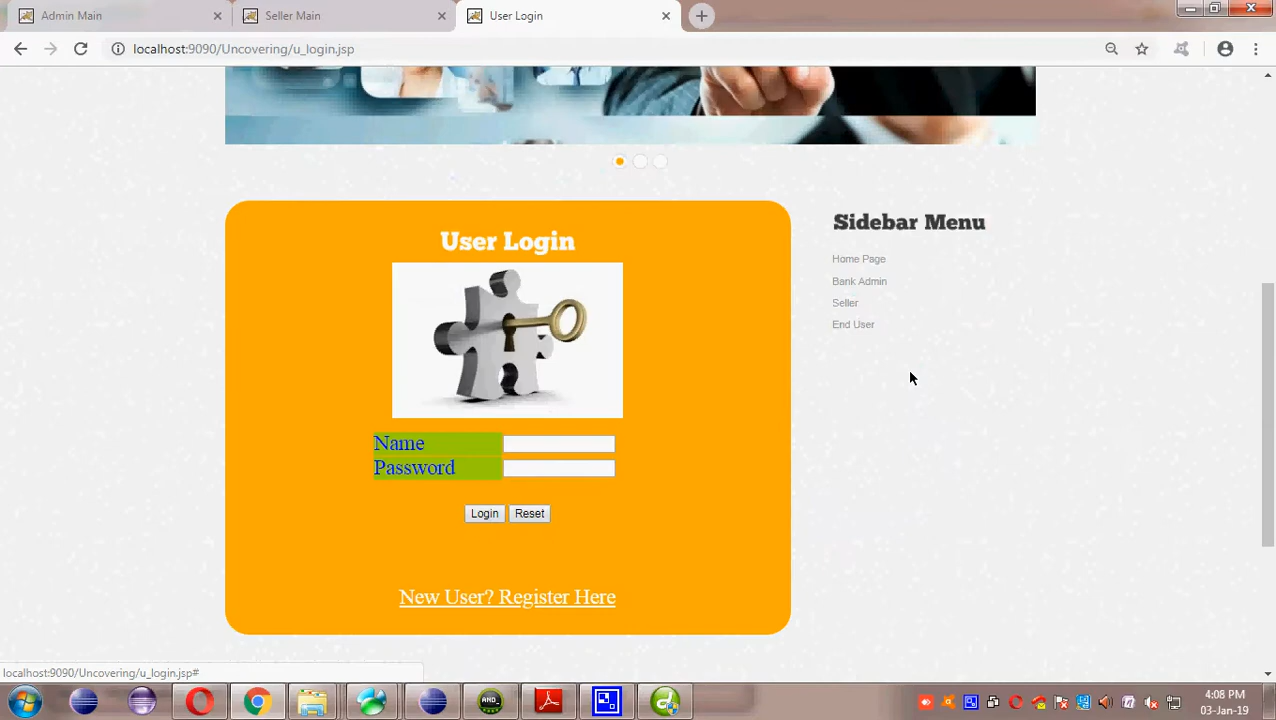 Admin Main
Seller Main
User Login
localhost:9090/Uncovering/u_login.jsp
User Login
Name
Password
Login Reset
New User? Register Here
Sidebar Menu
Home Page
Bank Admin
Seller
End User
localhost:9090/Uncovering/u_login.jsp#
AND_
4:08 PM
03-Jan-19